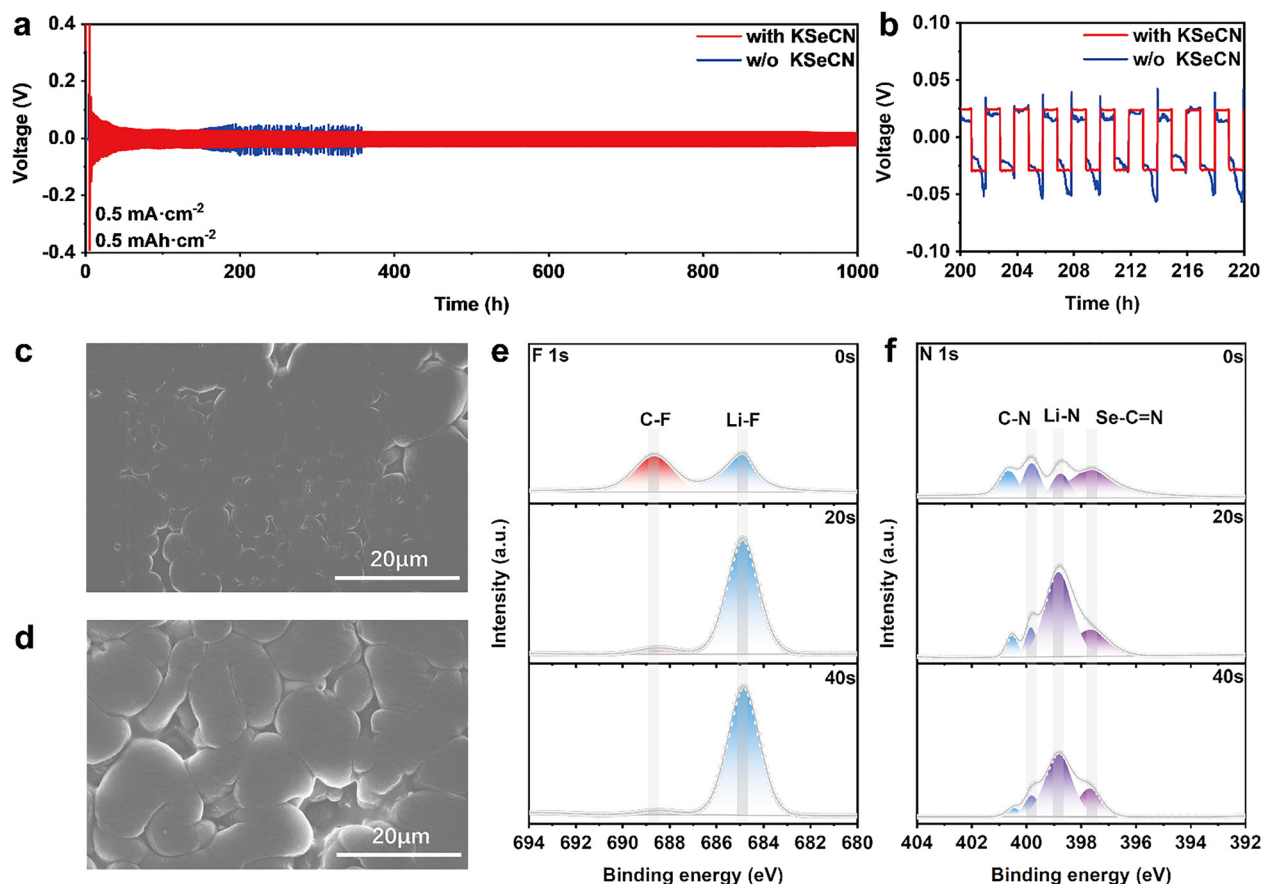 a
0.4
0.2
0.0
-0.2
-0.4
Voltage (V)
with KSeCN
w/o KSeCN
0.5 mA·cm-2
0.5 mAh·cm-2
0
200
400
600
800
1000
Time (h)
b
0.10
0.05
0.00
-0.05
-0.10
Voltage (V)
with KSeCN
w/o KSeCN
200
204
208
212
216
220
Time (h)
c
20μm
d
20μm
e
F 1s
0s
C-F
Li-F
20s
40s
Intensity (a.u.)
694
692
690
688
686
684
682
680
Binding energy (eV)
f
N 1s
0s
C-N
Li-N
Se-C=N
20s
40s
Intensity (a.u.)
404
402
400
398
396
394
392
Binding energy (eV)